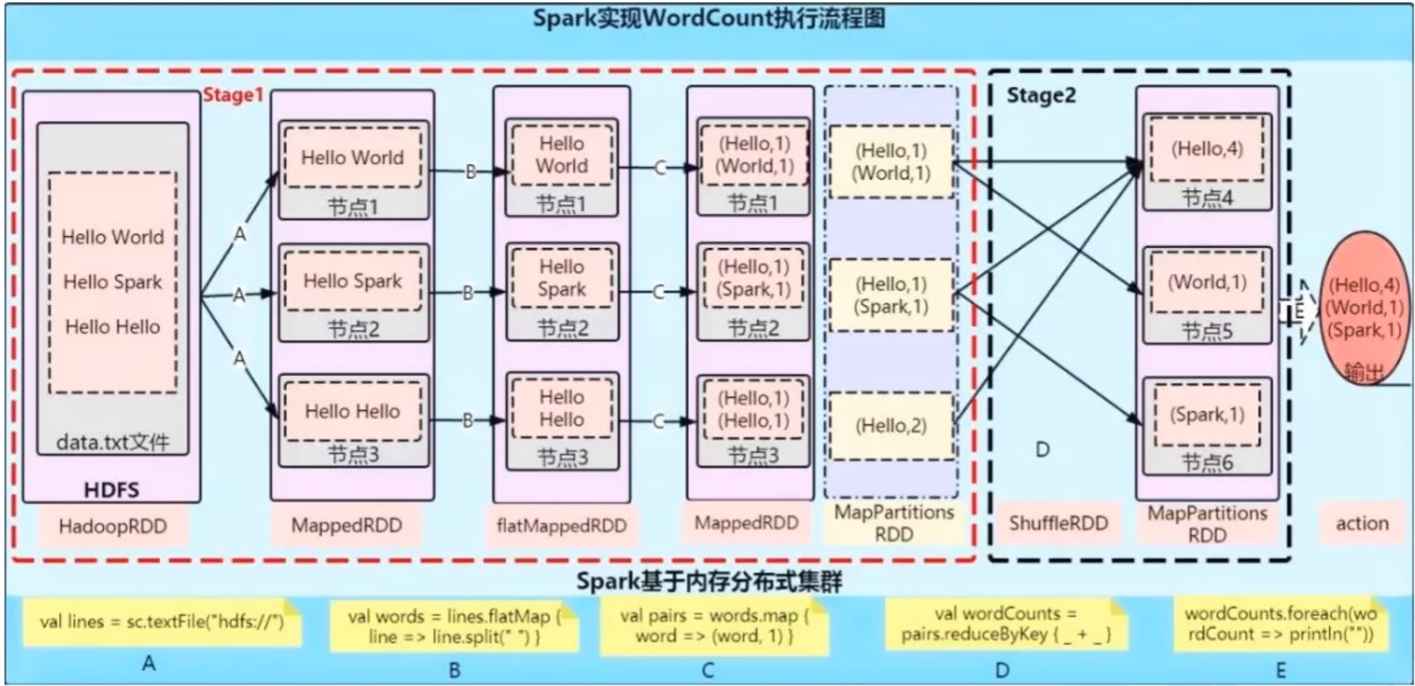 Spark实现WordCount执行流程图
Stage1
Stage2
Hello World
Hello Spark
Hello Hello
data.txt文件
HDFS
HadoopRDD
A
A
A
Hello World
节点1
Hello Spark
节点2
Hello Hello
节点3
MappedRDD
B
B
B
Hello
World
节点1
Hello
Spark
节点2
Hello
Hello
节点3
flatMappedRDD
C
C
C
(Hello,1)
(World,1)
节点1
(Hello,1)
(Spark,1)
节点2
(Hello,1)
(Hello,1)
节点3
MappedRDD
(Hello,1)
(World,1)
(Hello,1)
(Spark,1)
(Hello,2)
MapPartitions
RDD
D
ShuffleRDD
(Hello,4)
节点4
(World,1)
节点5
(Spark,1)
节点6
MapPartitions
RDD
E
(Hello,4)
(World,1)
(Spark,1)
输出
action
Spark基于内存分布式集群
val lines = sc.textFile("hdfs://")
A
val words = lines.flatMap {
line => line.split(" ") }
B
val pairs = words.map {
word => (word, 1) }
C
val wordCounts =
pairs.reduceByKey { _ + _ }
D
wordCounts.foreach(wo
rdCount => println(""))
E